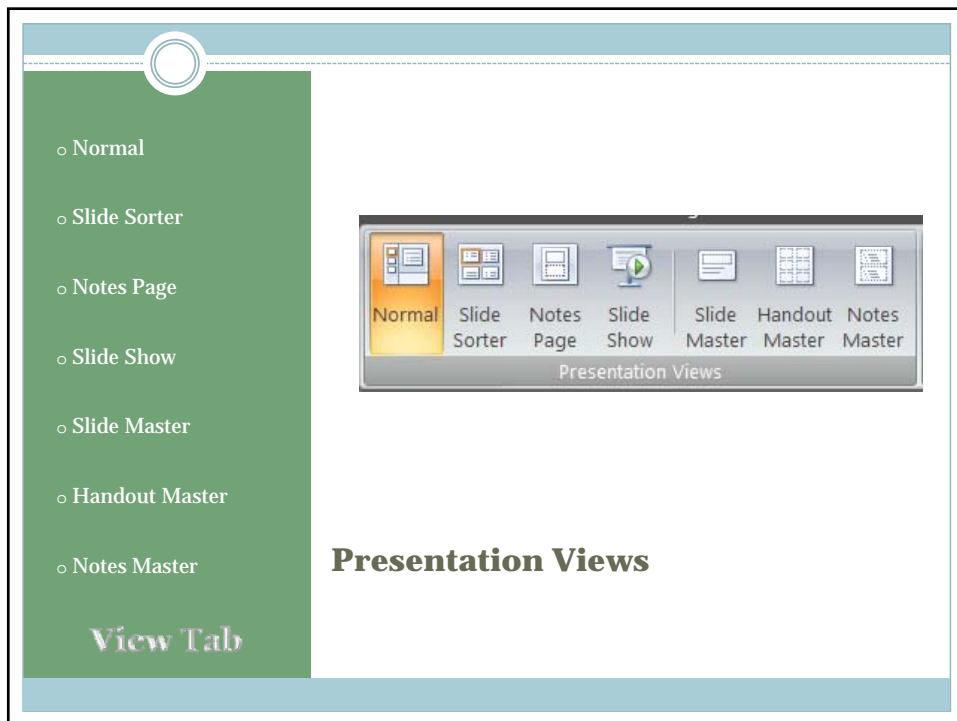 Normal
Slide Sorter
Notes Page
Slide Show
Slide Master
Handout Master
Notes Master
View Tab
Normal Slide Notes Slide Slide Handout Notes
Sorter Page Show Master Master Master
Presentation Views
Presentation Views